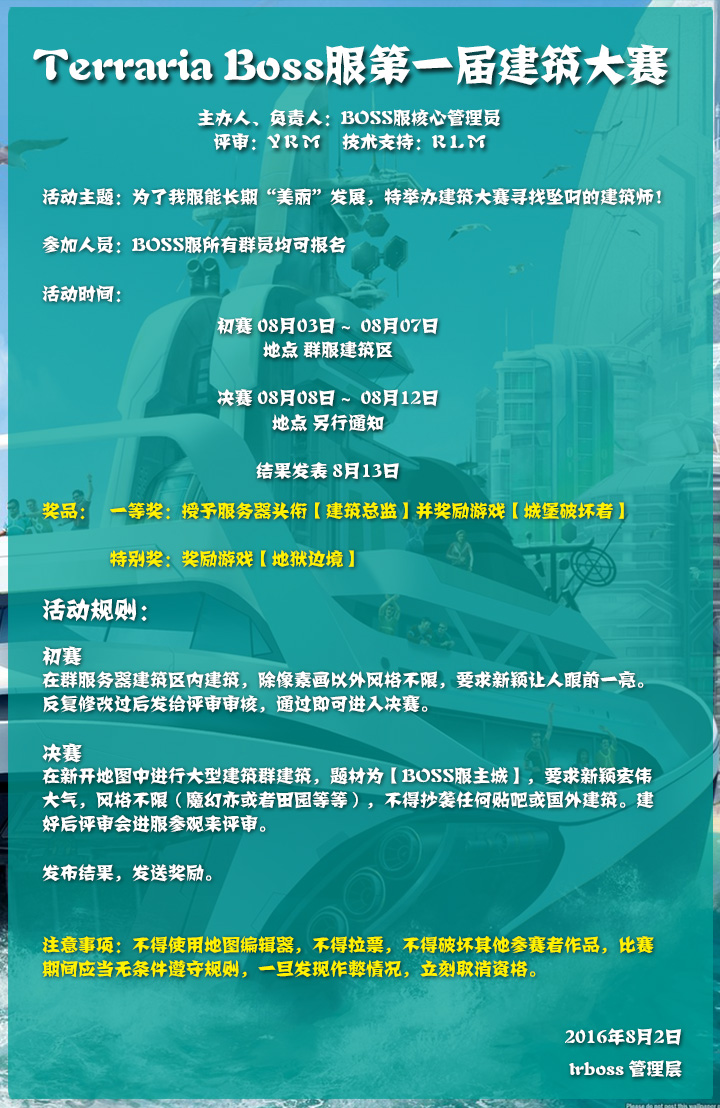 Terraria Boss服第一届建筑大赛
主办人、负责人：BOSS服核心管理员
评审：YRM 技术支持：RLM
活动主题：为了我服能长期“美丽”发展，特举办建筑大赛寻找坠叼的建筑师！
参加人员：BOSS服所有群员均可报名
活动时间：
初赛 08月03日 ~ 08月07日
地点 群服建筑区
决赛 08月08日 ~ 08月12日
地点 另行通知
结果发表 8月13日
奖品： 一等奖：授予服务器头衔【建筑总监】并奖励游戏【城堡破坏者】
特别奖：奖励游戏【地狱边境】
活动规则：
初赛
在群服务器建筑区内建筑，除像素画以外风格不限，要求新颖让人眼前一亮。
反复修改过后发给评审审核，通过即可进入决赛。
决赛
在新开地图中进行大型建筑群建筑，题材为【BOSS服主城】，要求新颖宏伟
大气，风格不限（魔幻亦或者田园等等），不得抄袭任何贴吧或国外建筑。建
好后评审会进服参观来评审。
发布结果，发送奖励。
注意事项：不得使用地图编辑器，不得拉票，不得破坏其他参赛者作品，比赛
期间应当无条件遵守规则，一旦发现作弊情况，立刻取消资格。
2016年8月2日
trboss 管理层
Please do not post this wallpaper